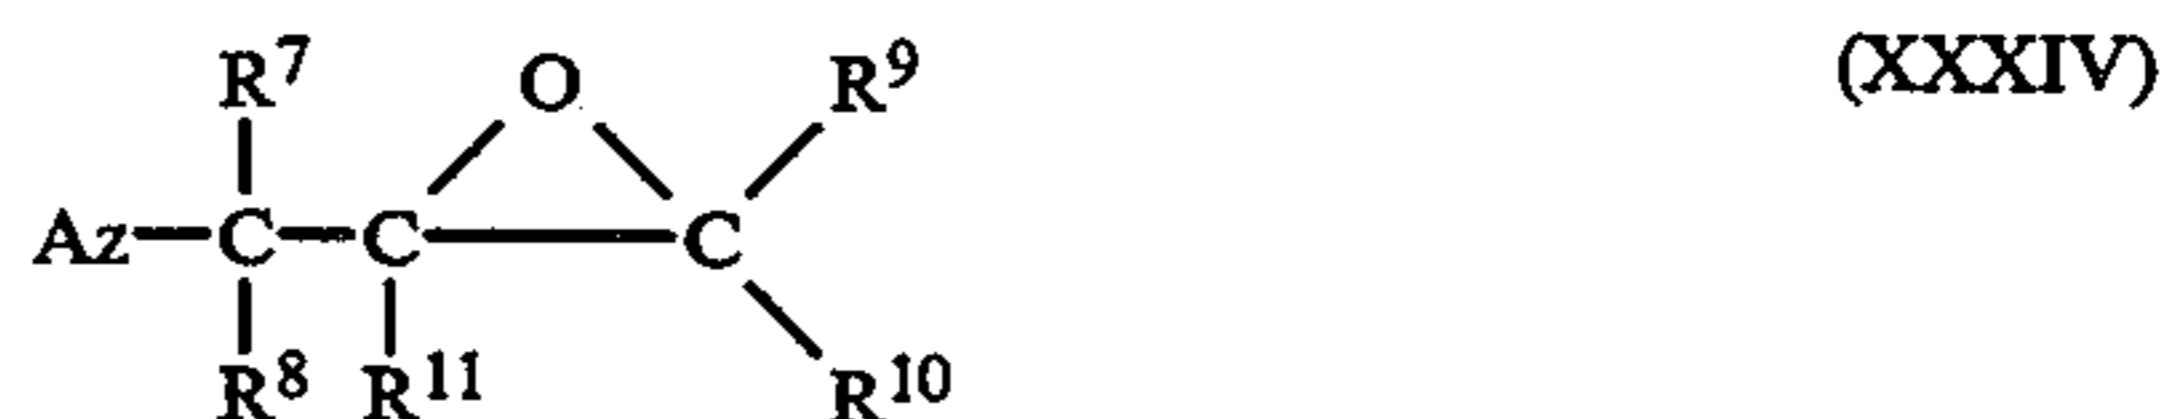 R⁷ O R⁹ (XXXIV)
Az—C—C—C
R⁸ R¹¹ R¹⁰